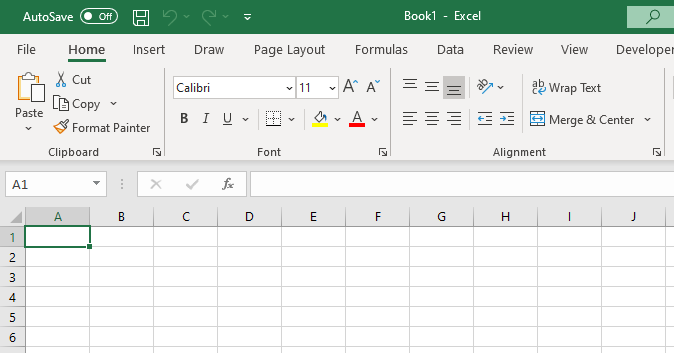 AutoSave Off Book1 - Excel
File Home Insert Draw Page Layout Formulas Data Review View Developer
Cut
Calibri 11 A A ab Wrap Text
Copy
Paste B I U A Merge & Center
Format Painter
Clipboard Font Alignment
A1 fx
A B C D E F G H I J
1
2
3
4
5
6